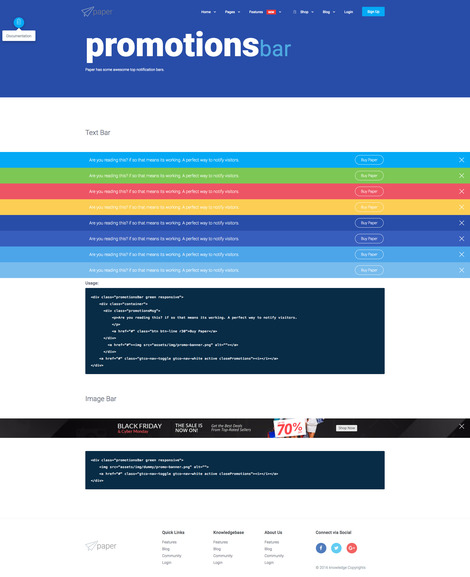 paper
Home
Pages
Features
Shop
Blog
Login
Sign Up
Documentation
promotionsbar
Paper has some awesome top notification bars.
Text Bar
Are you reading this? if so that means its working. A perfect way to notify visitors. Buy Paper
Are you reading this? if so that means its working. A perfect way to notify visitors. Buy Paper
Are you reading this? if so that means its working. A perfect way to notify visitors. Buy Paper
Are you reading this? if so that means its working. A perfect way to notify visitors. Buy Paper
Are you reading this? if so that means its working. A perfect way to notify visitors. Buy Paper
Are you reading this? if so that means its working. A perfect way to notify visitors. Buy Paper
Are you reading this? if so that means its working. A perfect way to notify visitors. Buy Paper
Are you reading this? if so that means its working. A perfect way to notify visitors. Buy Paper
Usage:
<div class="promotionsBar green responsive">
<div class="container">
<div class="promotionsMsg">
<p>Are you reading this? if so that means its working. A perfect way to notify visitors.
</p>
<a href="#" class="btn btn-line <30">Buy Paper</a>
</div>
<a href="#"><img src="assets/img/promo-banner.png" alt=""></a>
</div>
<a href="#" class="gtco-nav-toggle gtco-nav-white active closePromotions"><i></i></a>
Image Bar
BLACK FRIDAY
& Cyber Monday
THE SALE IS
NOW ON!
Get the Best Deals
From Top-Rated Sellers
70%
Shop Now
<div class="promotionsBar green responsive">
<img src="assets/img/dummy/promo-banner.png" alt="">
<a href="#" class="gtco-nav-toggle gtco-nav-white active closePromotions"><i></i></a>
</div>
paper
Quick Links
Features
Blog
Community
Login
Knowledgebase
Features
Blog
Community
Login
About Us
Features
Blog
Community
Login
Connect via Social
© 2016 Knowledge Copyrights